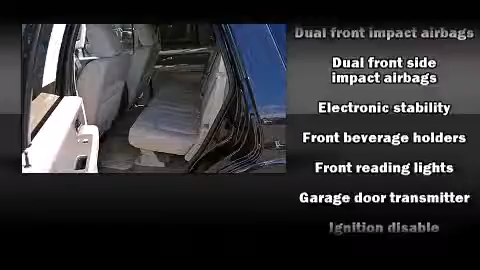 Dual front impact airbags
Dual front side
impact airbags
Electronic stability
Front beverage holders
Front reading lights
Garage door transmitter
Ignition disable